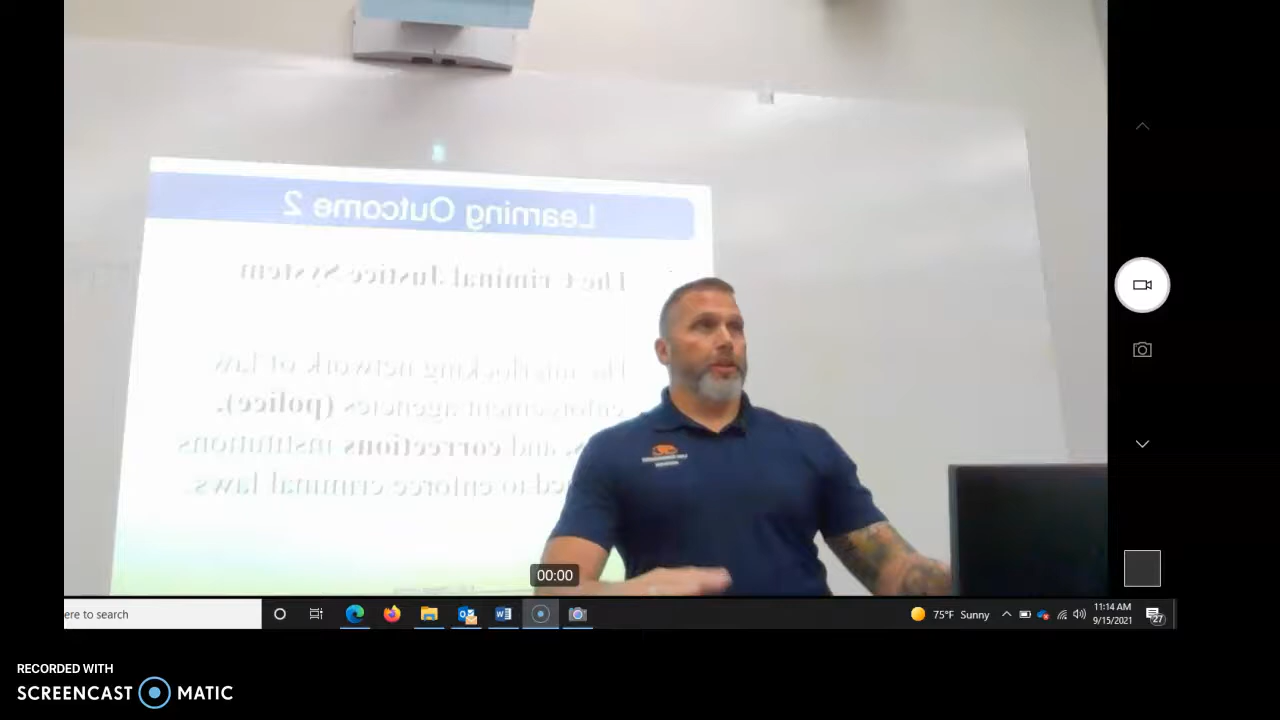 Learning Outcome 2
The Criminal Justice System
The interlocking network of law
enforcement agencies (police),
and corrections institutions
to enforce criminal laws.
00:00
ere to search
75°F Sunny
11:14 AM
9/15/2021
27
RECORDED WITH
SCREENCAST MATIC